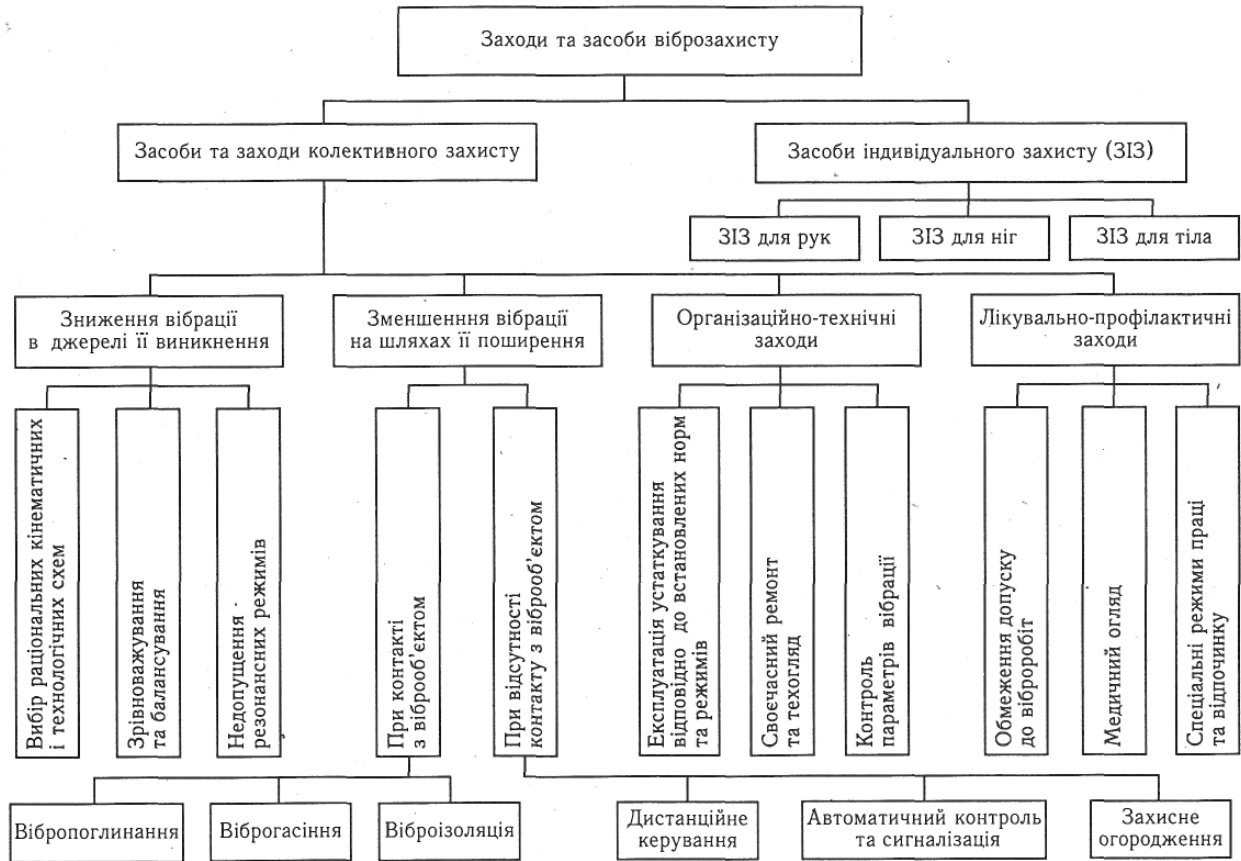 Заходи та засоби віброзахисту
Засоби та заходи колективного захисту
Засоби індивідуального захисту (ЗІЗ)
ЗІЗ для рук
ЗІЗ для ніг
ЗІЗ для тіла
Зниження вібрації
в джерелі її виникнення
Зменшенння вібрації
на шляхах її поширення
Організаційно-технічні
заходи
Лікувально-профілактичні
заходи
Вибір раціональних кінематичних
і технологічних схем
Зрівноважування
та балансування
Недопущення
резонансних режимів
При контакті
з віброоб'єктом
При відсутності
контакту з віброоб'єктом
Експлуатація устаткування
відповідно до встановлених норм
та режимів
Своєчасний ремонт
та техогляд
Контроль
параметрів вібрації
Обмеження допуску
до віброробіт
Медичний огляд
Спеціальні режими праці
та відпочинку
Вібропоглинання
Віброгасіння
Віброізоляція
Дистанційне
керування
Автоматичний контроль
та сигналізація
Захисне
огородження